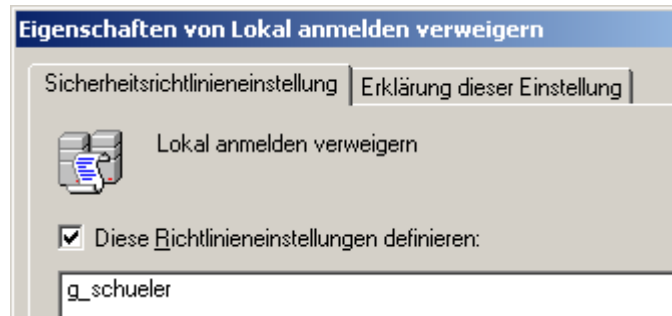 Eigenschaften von Lokal anmelden verweigern
Sicherheitsrichtlinieneinstellung
Erklärung dieser Einstellung
Lokal anmelden verweigern
Diese Richtlinieneinstellungen definieren:
g_schueler